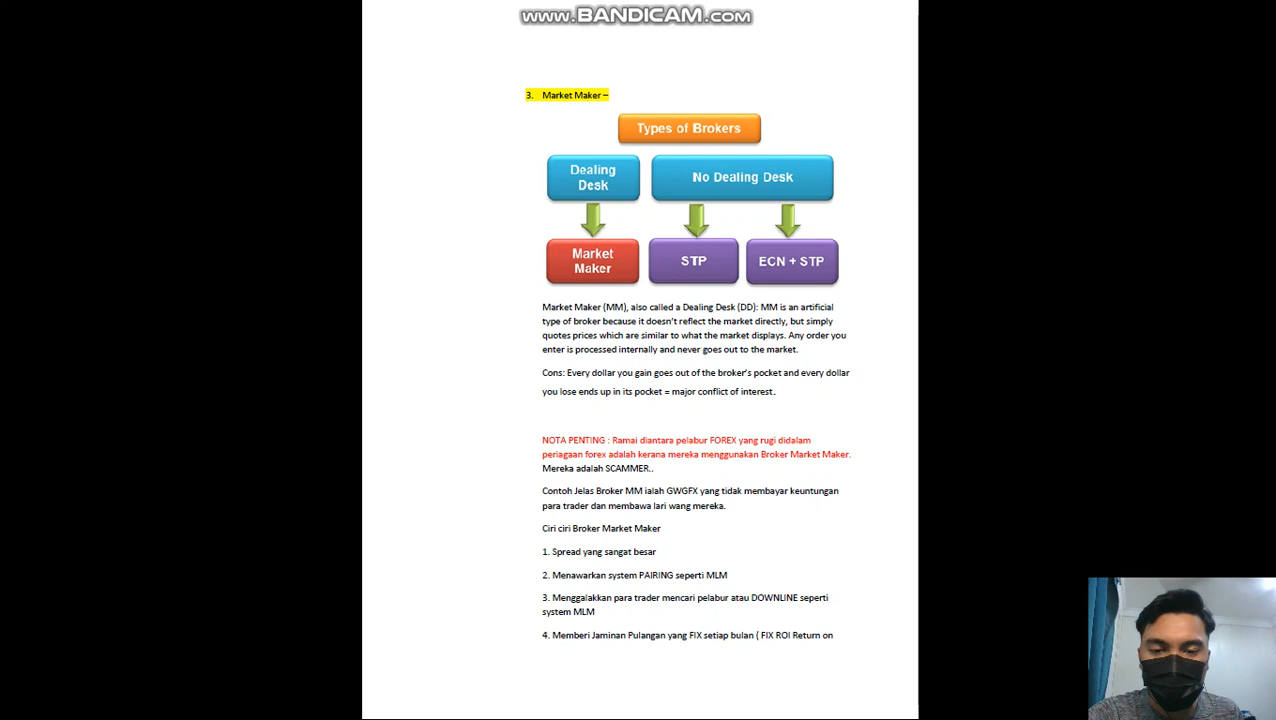 www.BANDICAM.com
3. Market Maker –
Types of Brokers
Dealing
Desk
No Dealing Desk
Market
Maker
STP
ECN + STP
Market Maker (MM), also called a Dealing Desk (DD): MM is an artificial
type of broker because it doesn't reflect the market directly, but simply
quotes prices which are similar to what the market displays. Any order you
enter is processed internally and never goes out to the market.
Cons: Every dollar you gain goes out of the broker's pocket and every dollar
you lose ends up in its pocket = major conflict of interest.
NOTA PENTING : Ramai diantara pelabur FOREX yang rugi didalam
periagaan forex adalah kerana mereka menggunakan Broker Market Maker.
Mereka adalah SCAMMER..
Contoh Jelas Broker MM ialah GWGFX yang tidak membayar keuntungan
para trader dan membawa lari wang mereka.
Ciri ciri Broker Market Maker
1. Spread yang sangat besar
2. Menawarkan system PAIRING seperti MLM
3. Menggalakkan para trader mencari pelabur atau DOWNLINE seperti
system MLM
4. Memberi Jaminan Pulangan yang FIX setiap bulan ( FIX ROI Return on